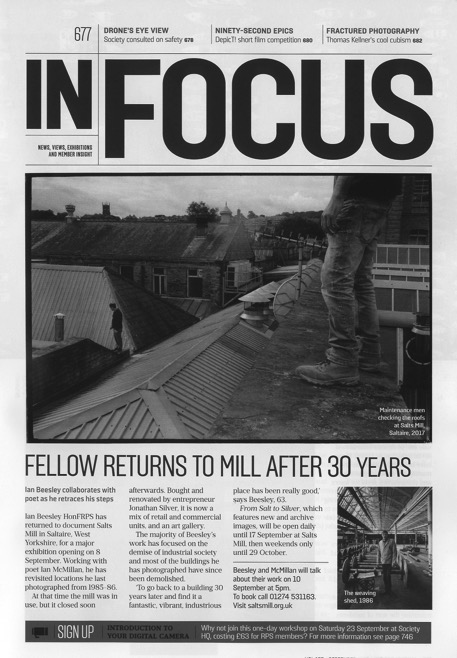 677
DRONE'S EYE VIEW
Society consulted on safety 678
NINETY-SECOND EPICS
DepicT! short film competition 680
FRACTURED PHOTOGRAPHY
Thomas Kellner's cool cubism 682
IN FOCUS
NEWS, VIEWS, EXHIBITIONS
AND MEMBER INSIGHT
Maintenance men
checking the roofs
at Salts Mill,
Saltaire, 2017
FELLOW RETURNS TO MILL AFTER 30 YEARS
Ian Beesley collaborates with
poet as he retraces his steps
Ian Beesley HonFRPS has
returned to document Salts
Mill in Saltaire, West
Yorkshire, for a major
exhibition opening on 8
September. Working with
poet Ian McMillan, he has
revisited locations he last
photographed from 1985-86.
At that time the mill was in
use, but it closed soon
afterwards. Bought and
renovated by entrepreneur
Jonathan Silver, it is now a
mix of retail and commercial
units, and an art gallery.
The majority of Beesley's
work has focused on the
demise of industrial society
and most of the buildings he
has photographed have since
been demolished.
'To go back to a building 30
years later and find it a
fantastic, vibrant, industrious
place has been really good,'
says Beesley, 63.
From Salt to Silver, which
features new and archive
images, will be open daily
until 17 September at Salts
Mill, then weekends only
until 29 October.
Beesley and McMillan will talk
about their work on 10
September at 5pm.
To book call 01274 531163.
Visit saltsmill.org.uk
The weaving
shed, 1986
SIGN UP
INTRODUCTION TO
YOUR DIGITAL CAMERA
Why not join this one-day workshop on Saturday 23 September at Society
HQ, costing £63 for RPS members? For more information see page 746